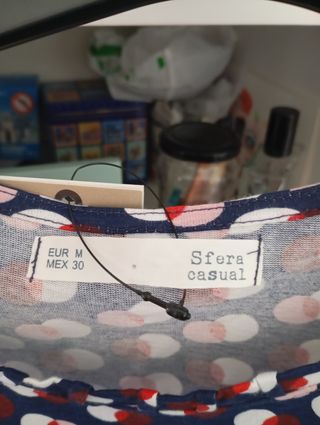 EUR M
MEX 30
Sfera
casual